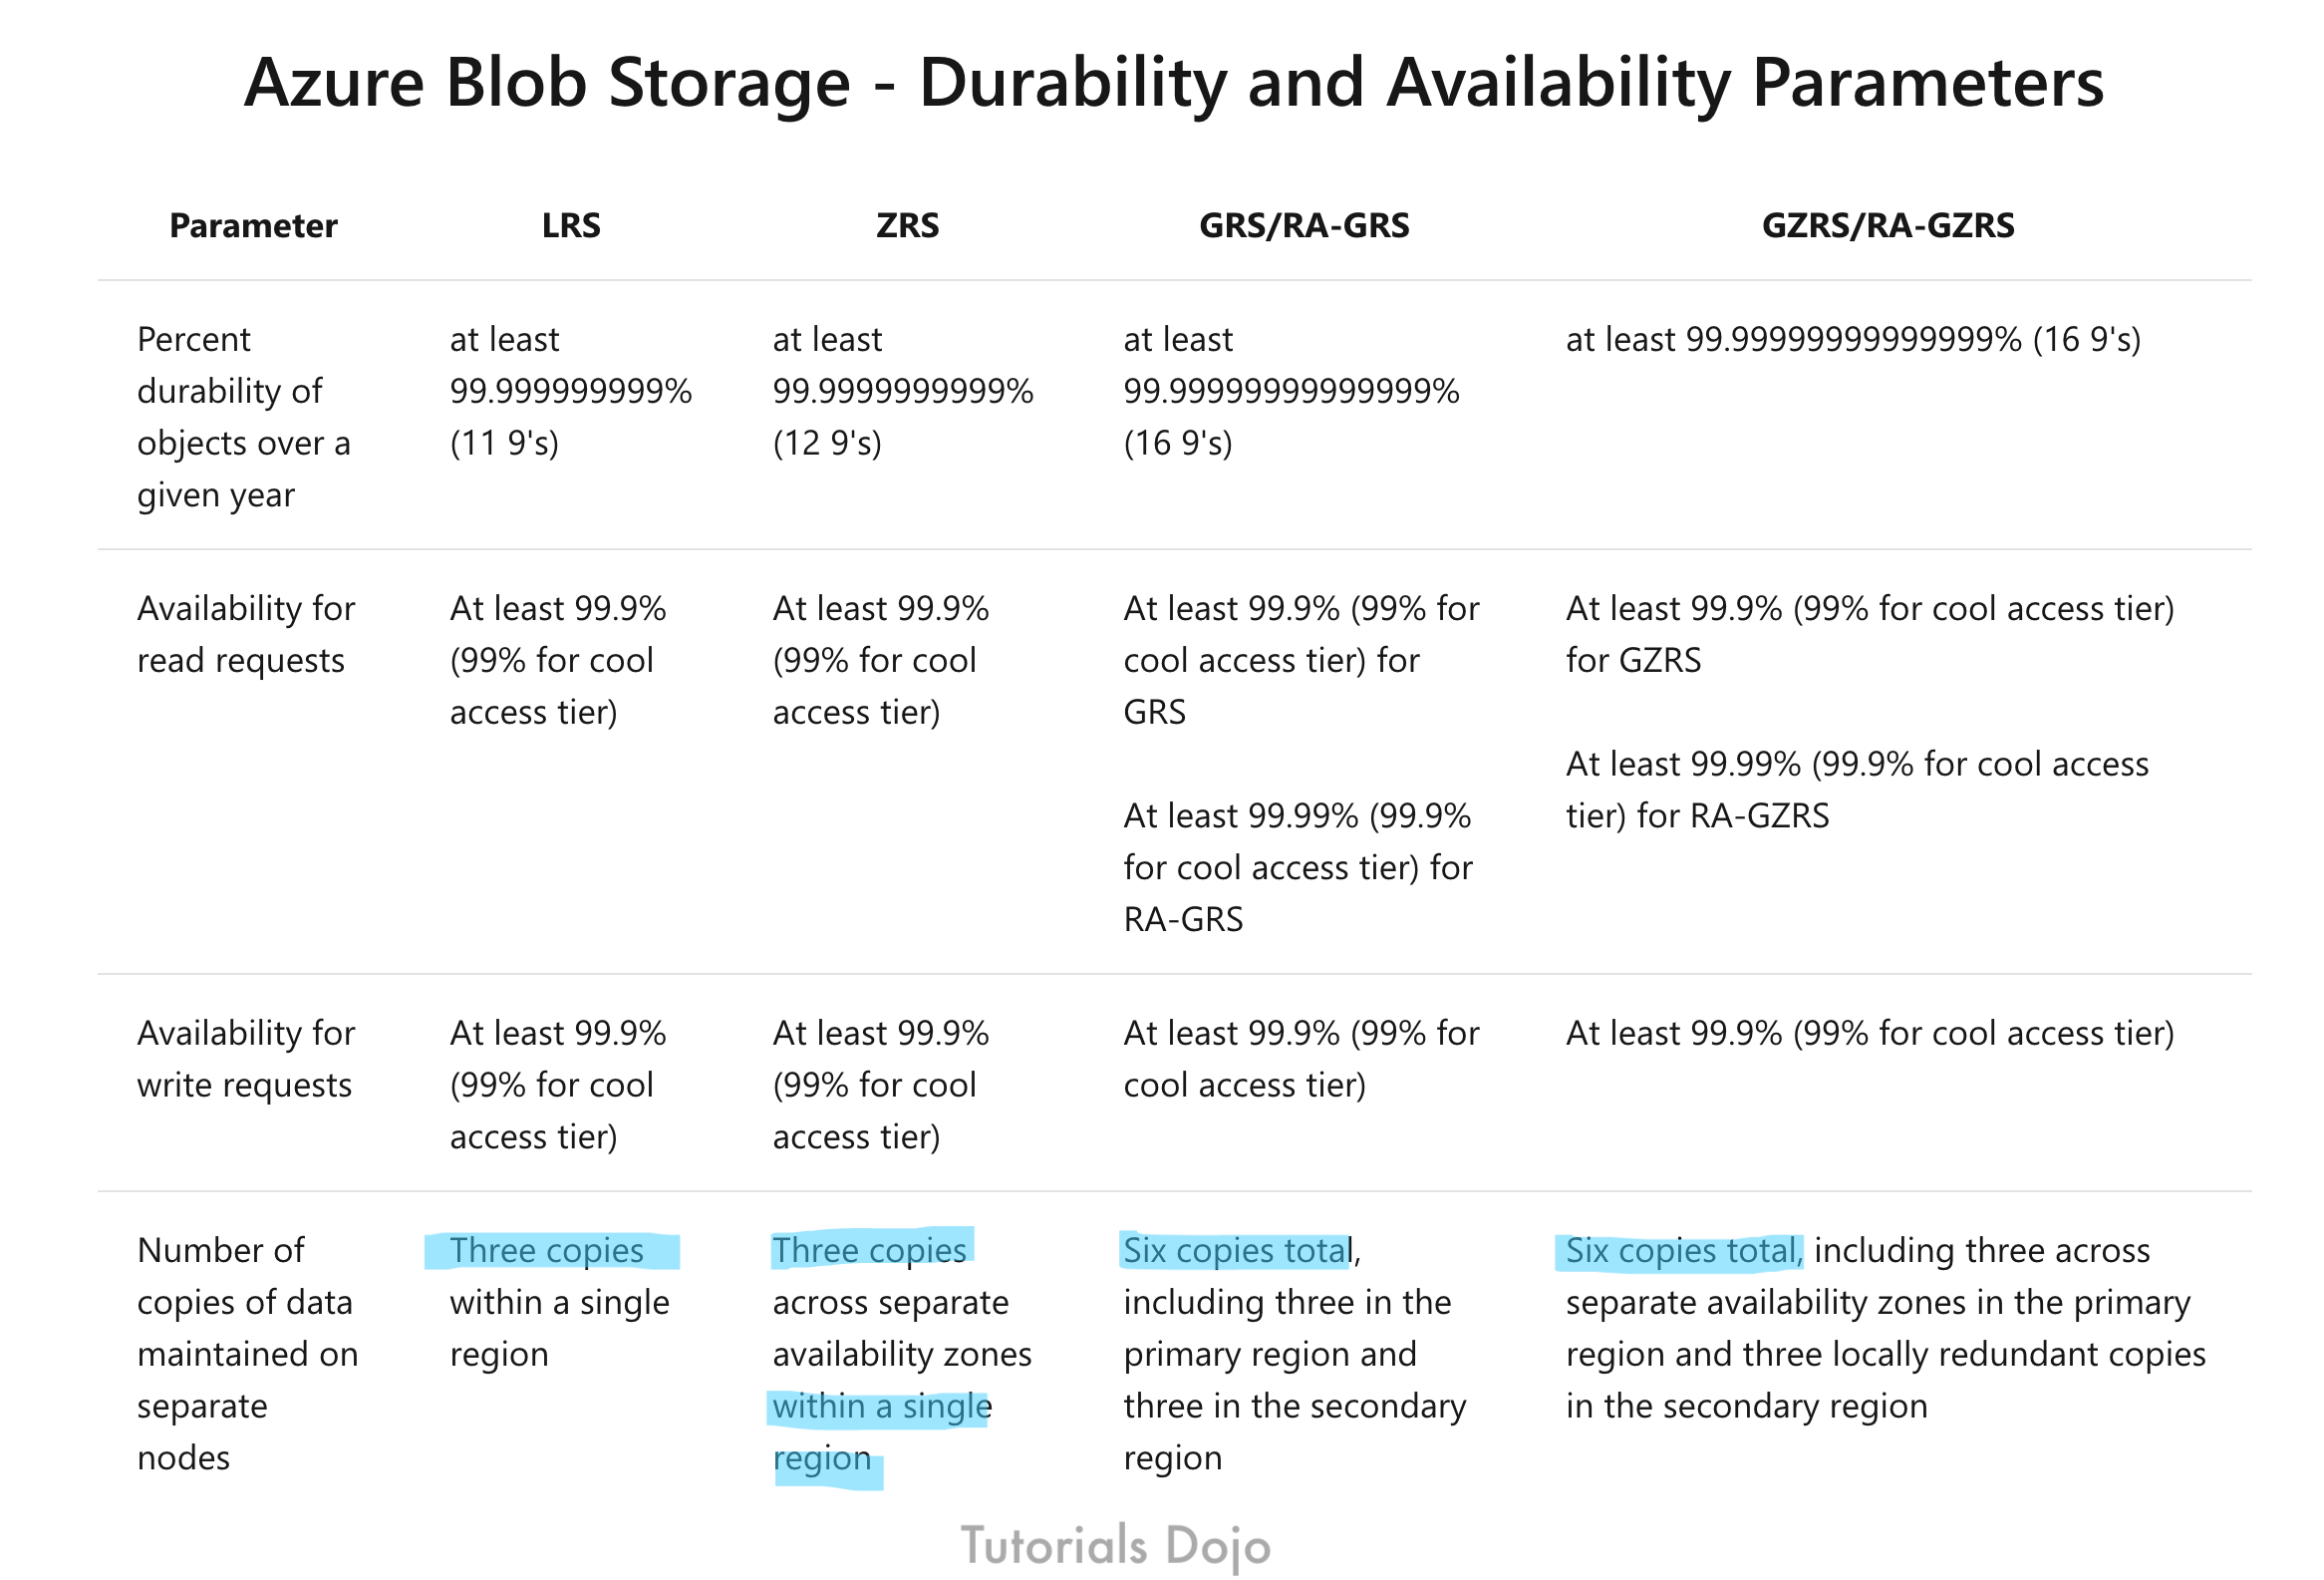 Azure Blob Storage - Durability and Availability Parameters
Parameter
LRS
ZRS
GRS/RA-GRS
GZRS/RA-GZRS
Percent
durability of
objects over a
given year
at least
99.999999999%
(11 9's)
at least
99.9999999999%
(12 9's)
at least
99.99999999999999%
(16 9's)
at least 99.99999999999999% (16 9's)
Availability for
read requests
At least 99.9%
(99% for cool
access tier)
At least 99.9%
(99% for cool
access tier)
At least 99.9% (99% for
cool access tier) for
GRS
At least 99.99% (99.9%
for cool access tier) for
RA-GRS
At least 99.9% (99% for cool access tier)
for GZRS
At least 99.99% (99.9% for cool access
tier) for RA-GZRS
Availability for
write requests
At least 99.9%
(99% for cool
access tier)
At least 99.9%
(99% for cool
access tier)
At least 99.9% (99% for
cool access tier)
At least 99.9% (99% for cool access tier)
Number of
copies of data
maintained on
separate
nodes
Three copies
within a single
region
Three copies
across separate
availability zones
within a single
region
Six copies total,
including three in the
primary region and
three in the secondary
region
Six copies total, including three across
separate availability zones in the primary
region and three locally redundant copies
in the secondary region
Tutorials Dojo